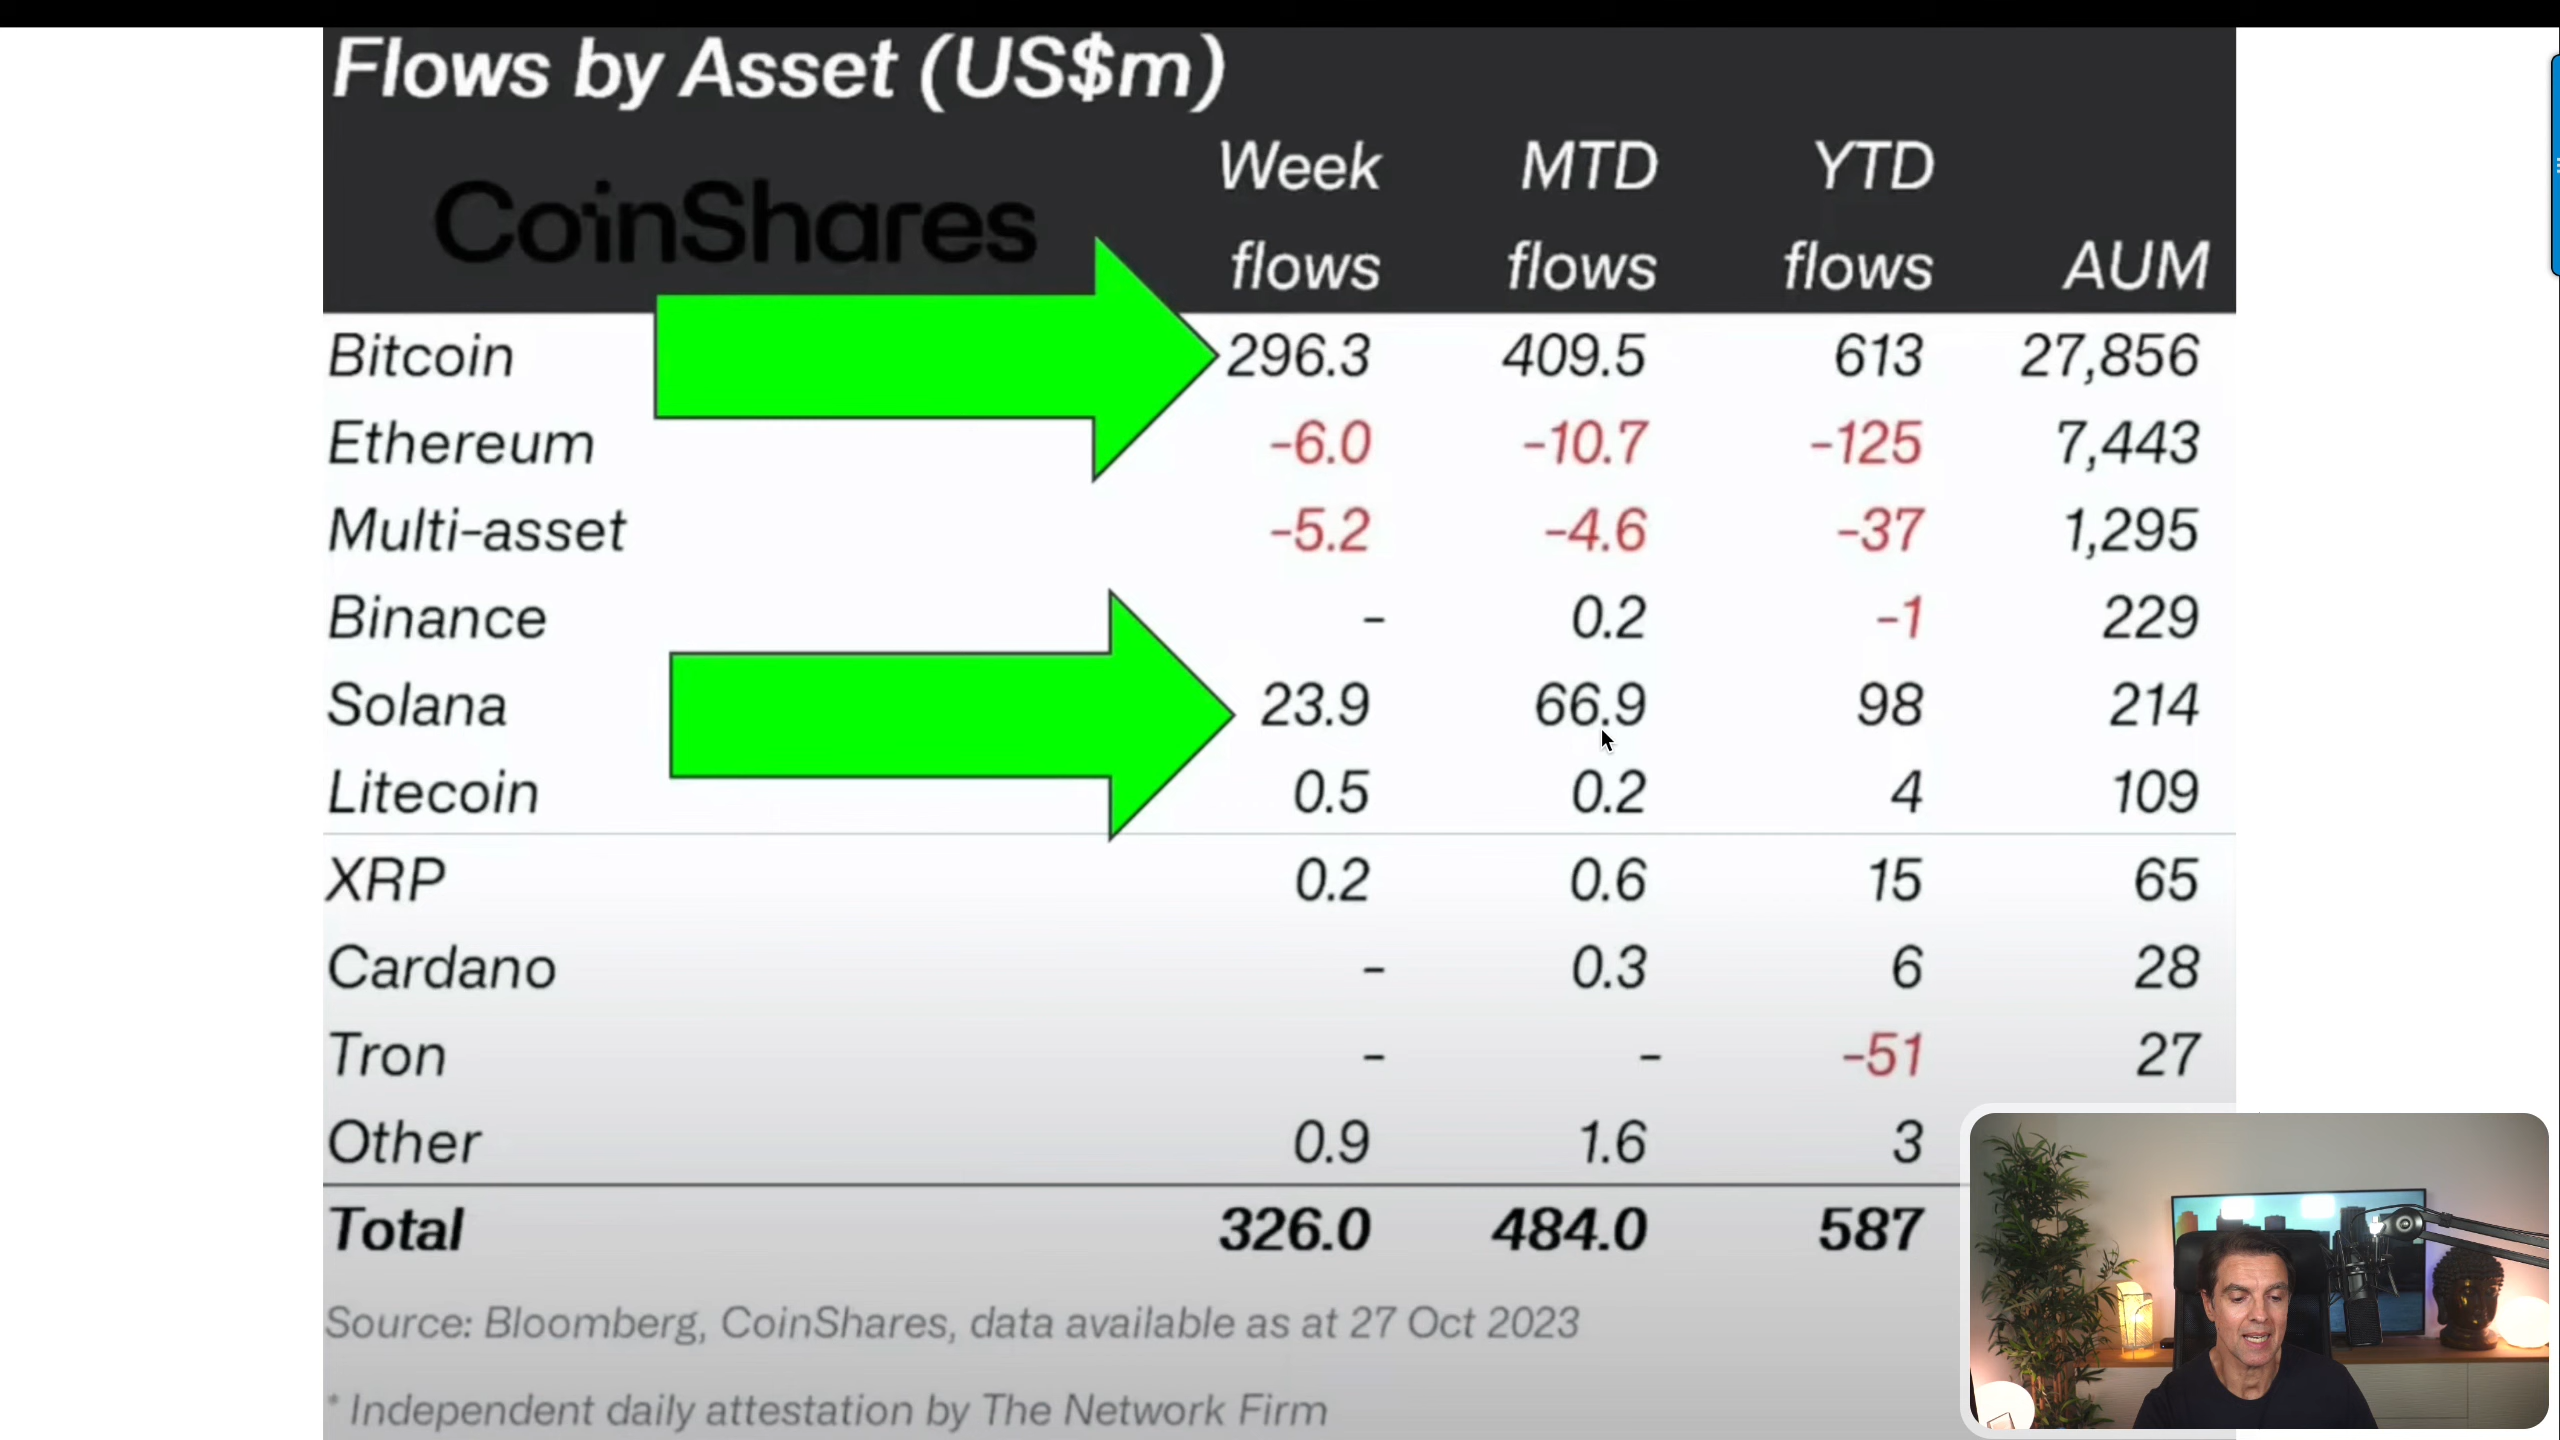 Flows by Asset (US$m)
CoinShares
Week MTD YTD
flows flows flows AUM
Bitcoin 296.3 409.5 613 27,856
Ethereum -6.0 -10.7 -125 7,443
Multi-asset -5.2 -4.6 -37 1,295
Binance - 0.2 -1 229
Solana 23.9 66.9 98 214
Litecoin 0.5 0.2 4 109
XRP 0.2 0.6 15 65
Cardano - 0.3 6 28
Tron - - -51 27
Other 0.9 1.6 3
Total 326.0 484.0 587
Source: Bloomberg, CoinShares, data available as at 27 Oct 2023
* Independent daily attestation by The Network Firm